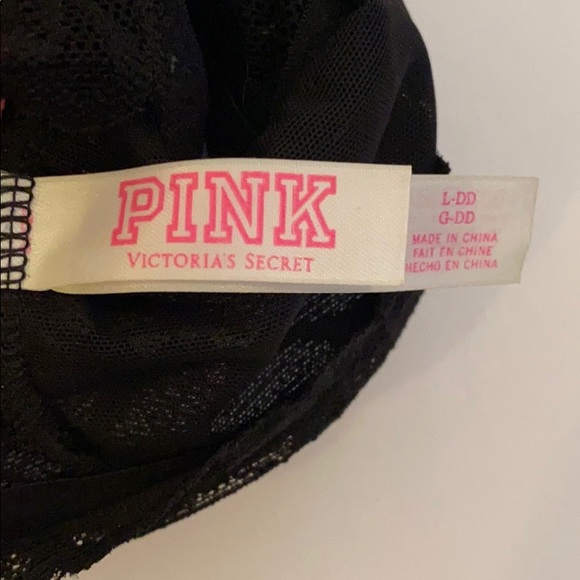 PINK
VICTORIA'S SECRET
L-DD
G-DD
MADE IN CHINA
FAIT EN CHINE
HECHO EN CHINA